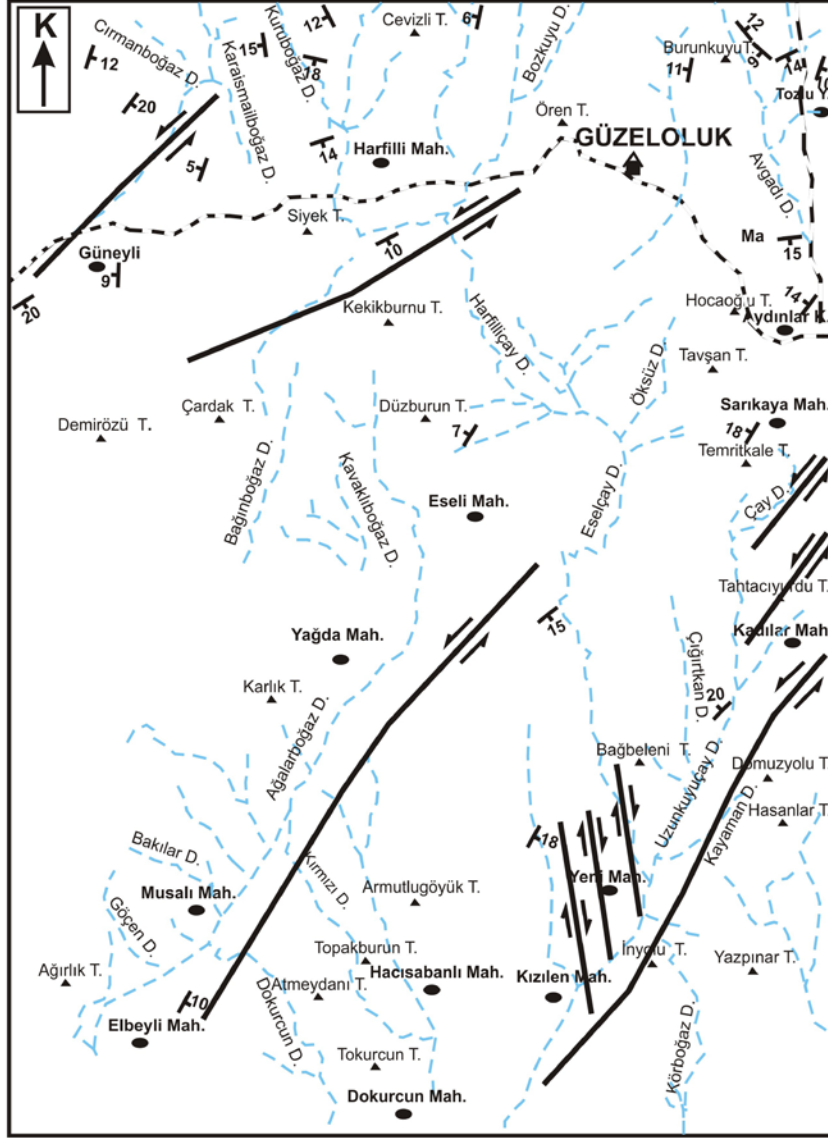 K
Cırmanboğaz D.
Karaismailboğaz D.
Kuruboğaz D.
12
Cevizli T.
6
Bozkuyu D.
12
9
Burunkuyu T.
14
10
Tozlu Y
12
15
18
11
20
Ören T.
GÜZELOLUK
14
Harfilli Mah.
5
Avgadı D.
Siyek T.
10
Ma
15
Güneyli
9
20
Kekikburnu T.
Harfilliçay D.
Hocaoğlu T.
14
Aydınlar K.
Öksüz D.
Tavşan T.
Demirözü T.
Çardak T.
Düzburun T.
7
Sarıkaya Mah.
18
Temritkale T.
Bağınboğaz D.
Kavaklıboğaz D.
Eseli Mah.
Eselçay D.
Çay D.
Tahtacıyurdu T.
15
Yağda Mah.
Kadılar Mah
Çığırtkan D.
Karlık T.
20
Ağalarboğaz D.
Bağbeleni T.
Uzunkuyuçay D.
Domuzyolu T.
Kayaman D.
Hasanlar T.
Bakılar D.
18
Kırmızı D.
Yeni Mah.
Musalı Mah.
Armutlugöyük T.
Göçen D.
Topakburun T.
İnyolu T.
Yazpınar T.
Ağırlık T.
Hacısabanlı Mah.
Kızılen Mah.
Atmeydanı T.
10
Elbeyli Mah.
Dokurcun D.
Körboğaz D.
Tokurcun T.
Dokurcun Mah.